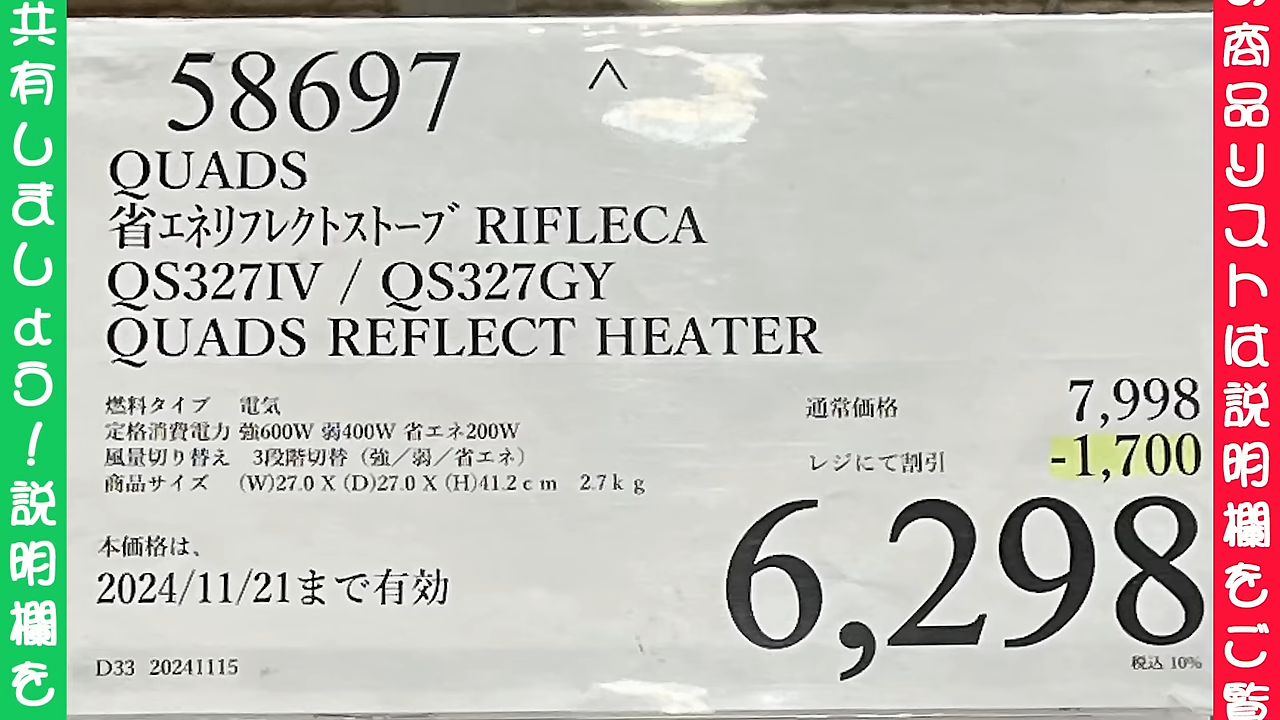 共有しましょう！説明欄を
58697
QUADS
省ｴﾈﾘﾌﾚｸﾄｽﾄｰﾌﾞ RIFLECA
QS327IV / QS327GY
QUADS REFLECT HEATER
燃料タイプ 電気
定格消費電力 強600W 弱400W 省エネ200W
風量切り替え 3段階切替（強／弱／省エネ）
商品サイズ (W)27.0 X (D)27.0 X (H)41.2ｃｍ 2.7ｋｇ
通常価格 7,998
レジにて割引 -1,700
6,298
税込 10%
本価格は、
2024/11/21まで有効
D33 20241115
商品リストは説明欄をご覧